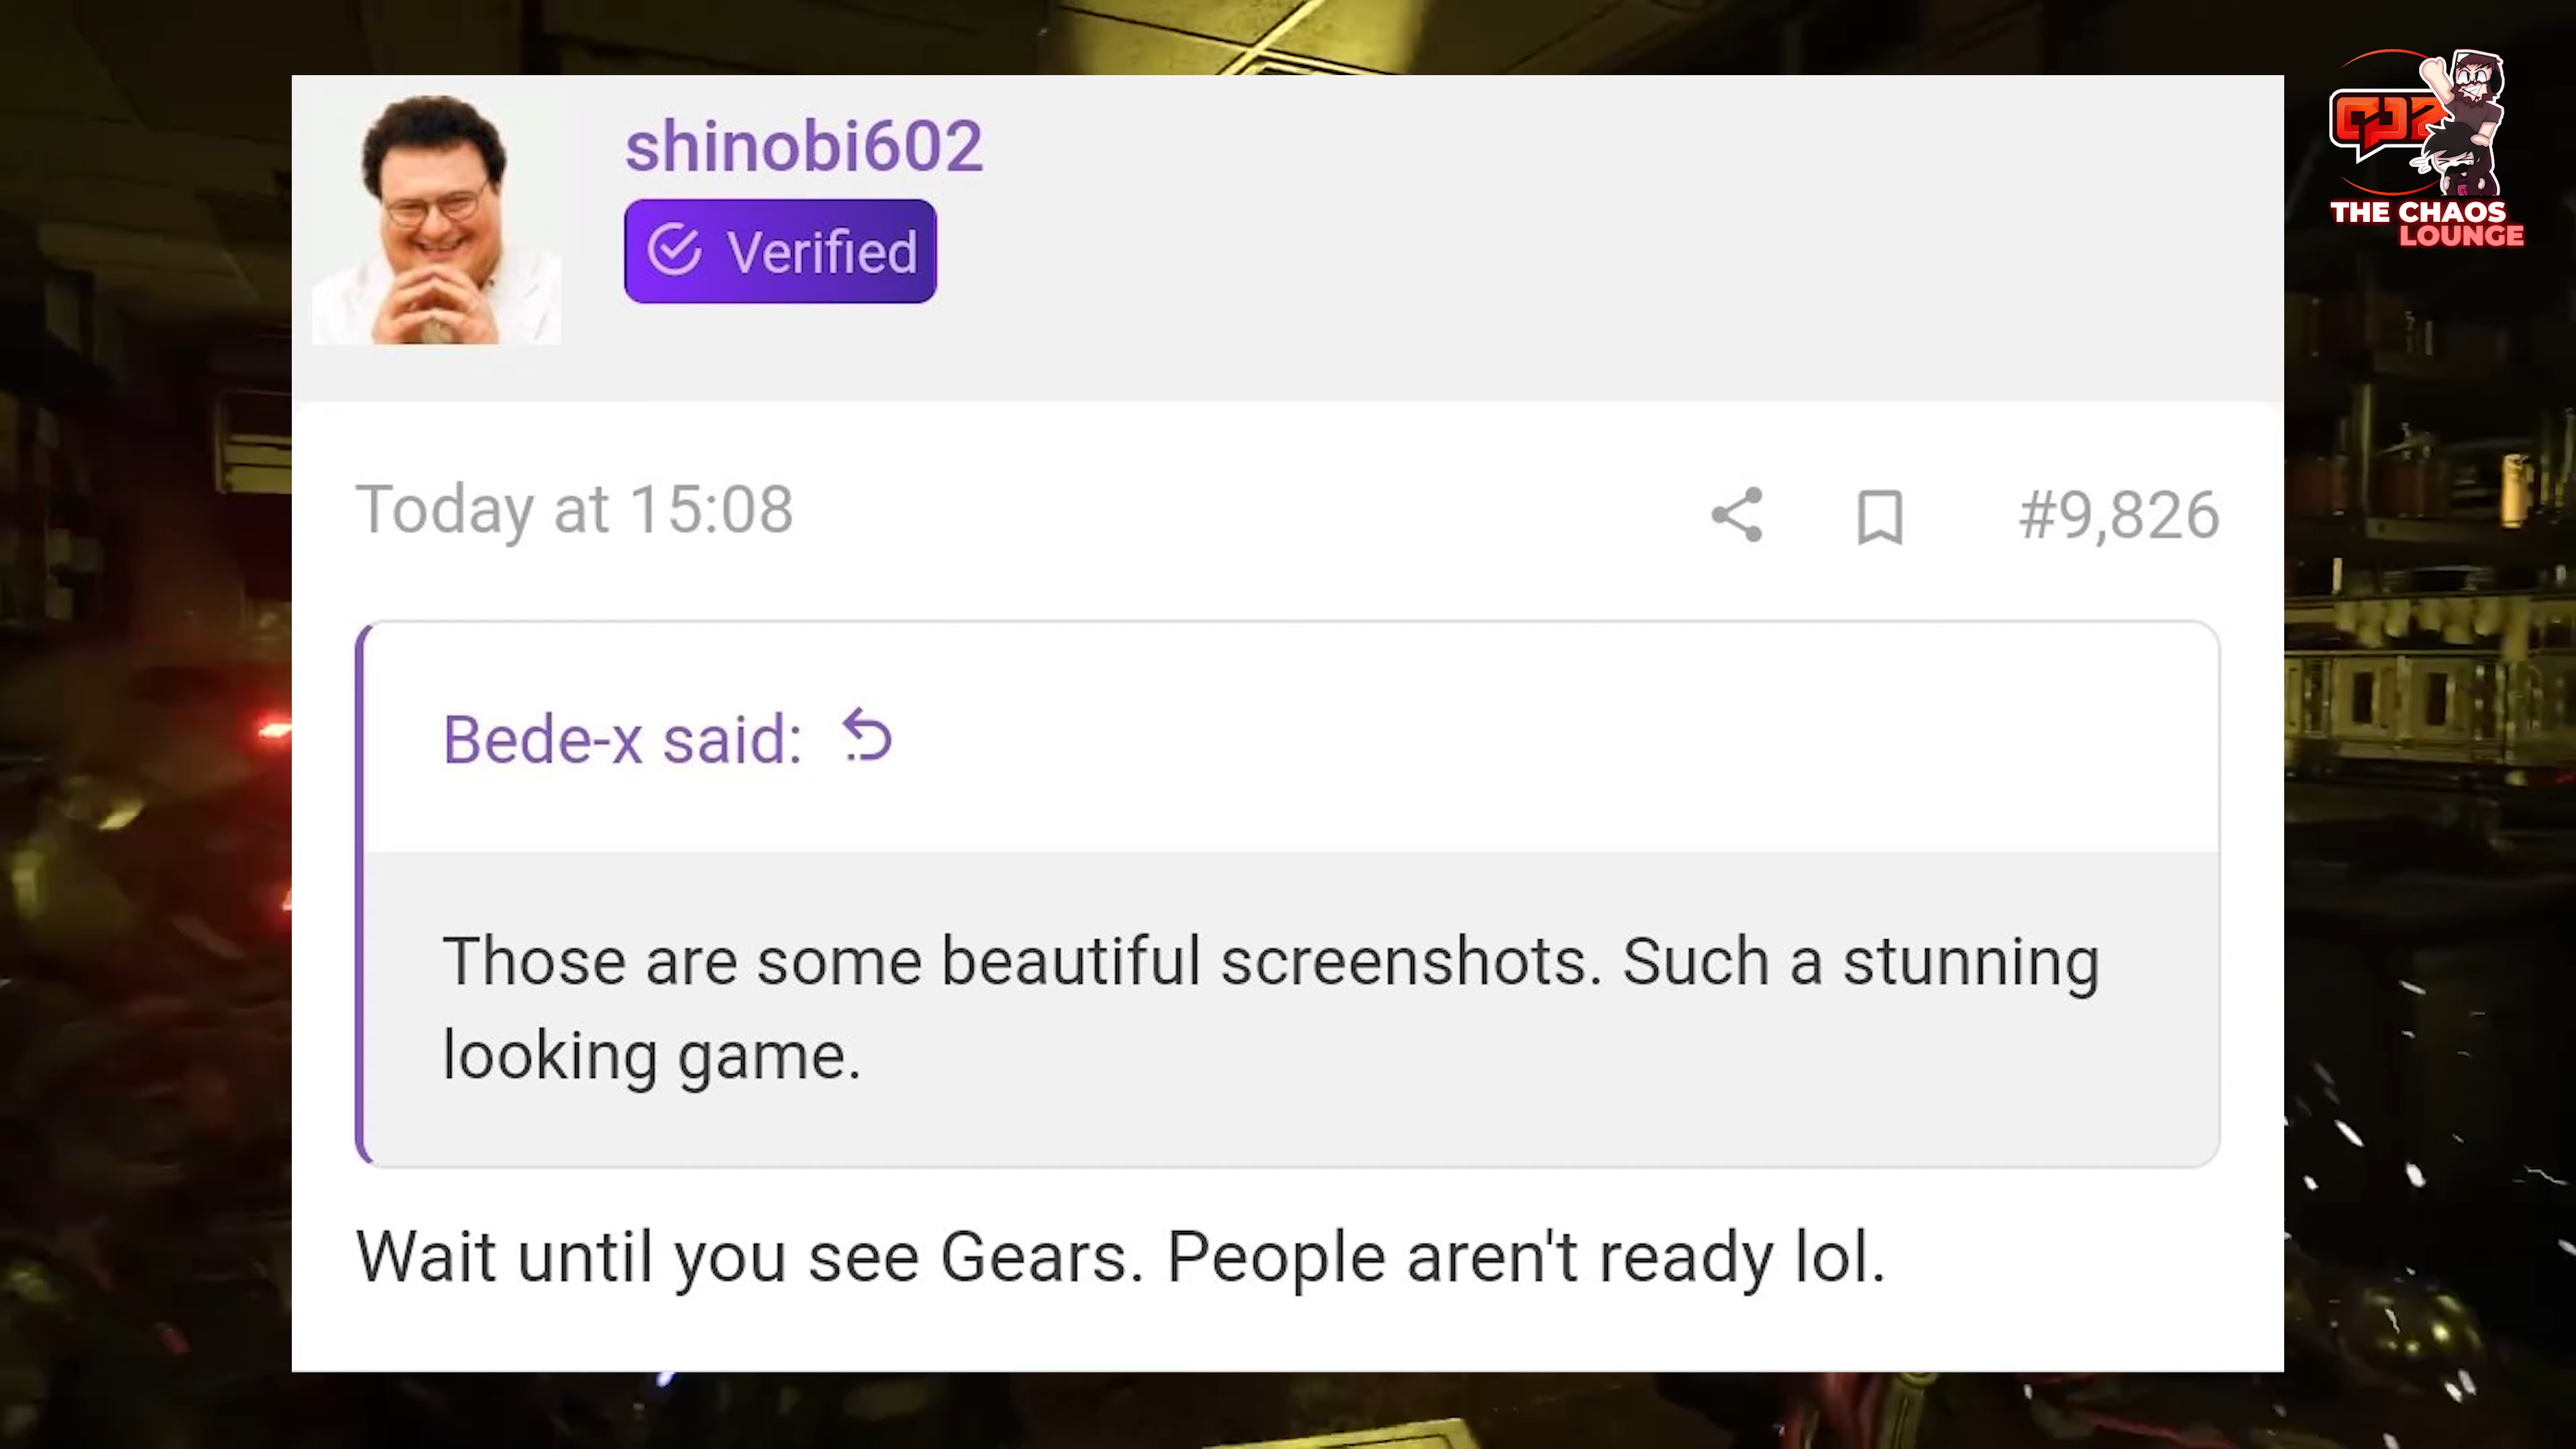 shinobi602
Verified
Today at 15:08
#9,826
Bede-x said:
Those are some beautiful screenshots. Such a stunning
looking game.
Wait until you see Gears. People aren't ready lol.
THE CHAOS
LOUNGE